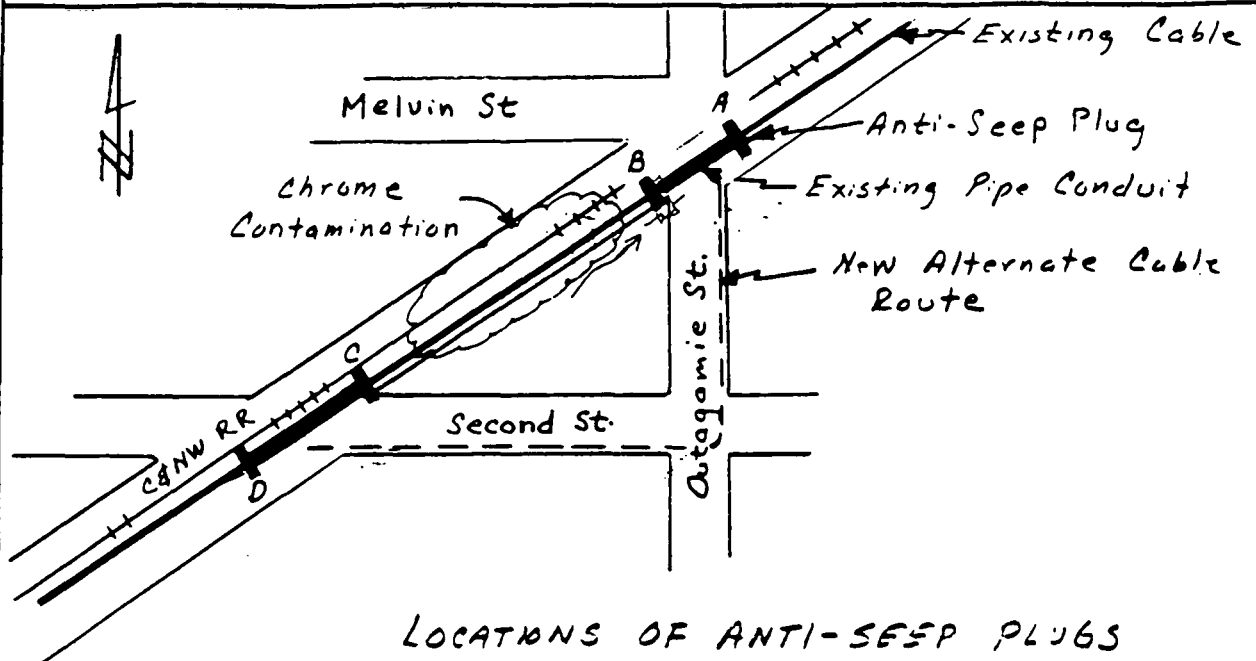 Existing Cable
Melvin St
A
Anti-Seep Plug
B
Existing Pipe Conduit
Chrome
Contamination
New Alternate Cable
Route
Outagamie St.
C
Second St.
C&NW RR
D
LOCATIONS OF ANTI-SEEP PLUGS